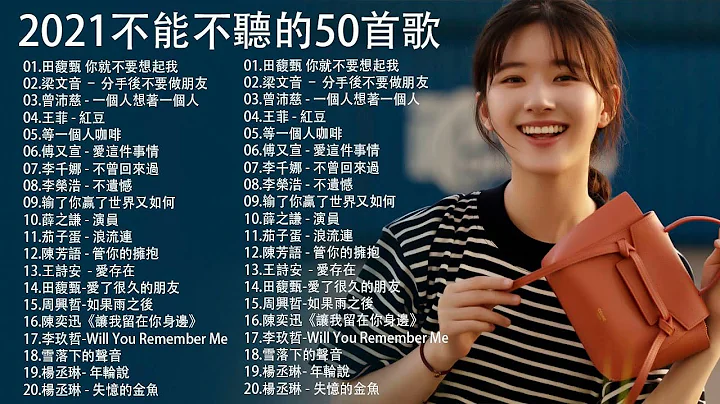 2021不能不聽的50首歌
01.田馥甄 你就不要想起我
02.梁文音 – 分手後不要做朋友
03.曾沛慈 - 一個人想著一個人
04.王菲 - 紅豆
05.等一個人咖啡
06.傅又宣 - 愛這件事情
07.李千娜 - 不曾回來過
08.李榮浩 - 不遺憾
09.输了你赢了世界又如何
10.薛之謙 - 演員
11.茄子蛋 - 浪流連
12.陳芳語 - 管你的擁抱
13.王詩安 - 愛存在
14.田馥甄-愛了很久的朋友
15.周興哲-如果雨之後
16.陳奕迅《讓我留在你身邊》
17.李玖哲-Will You Remember Me
18.雪落下的聲音
19.楊丞琳- 年輪說
20.楊丞琳 - 失憶的金魚
01.田馥甄 你就不要想起我
02.梁文音 – 分手後不要做朋友
03.曾沛慈 - 一個人想著一個人
04.王菲 - 紅豆
05.等一個人咖啡
06.傅又宣 - 愛這件事情
07.李千娜 - 不曾回來過
08.李榮浩 - 不遺憾
09.输了你赢了世界又如何
10.薛之謙 - 演員
11.茄子蛋 - 浪流連
12.陳芳語 - 管你的擁抱
13.王詩安 - 愛存在
14.田馥甄-愛了很久的朋友
15.周興哲-如果雨之後
16.陳奕迅《讓我留在你身邊》
17.李玖哲-Will You Remember Me
18.雪落下的聲音
19.楊丞琳- 年輪說
20.楊丞琳 - 失憶的金魚